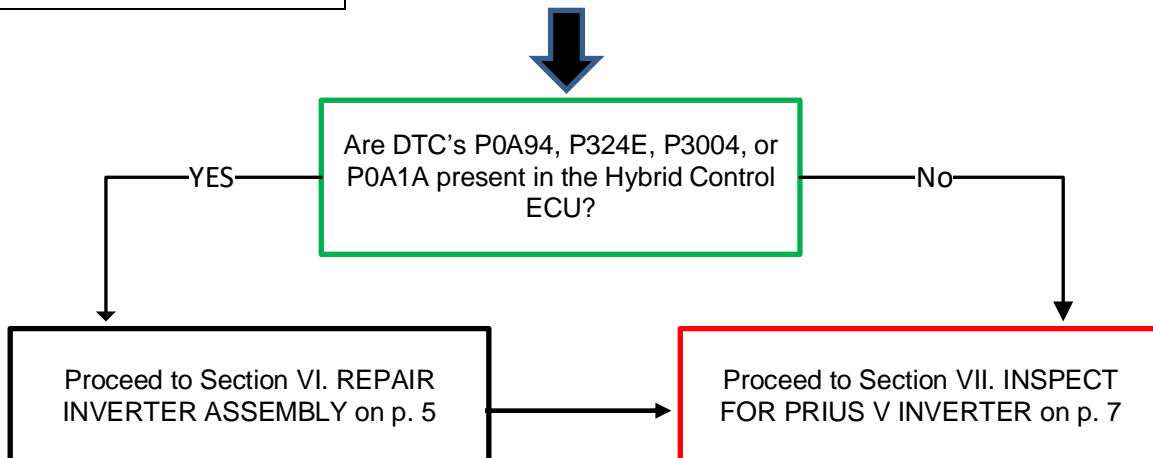 Are DTC's P0A94, P324E, P3004, or
P0A1A present in the Hybrid Control
ECU?
YES
No
Proceed to Section VI. REPAIR
INVERTER ASSEMBLY on p. 5
Proceed to Section VII. INSPECT
FOR PRIUS V INVERTER on p. 7